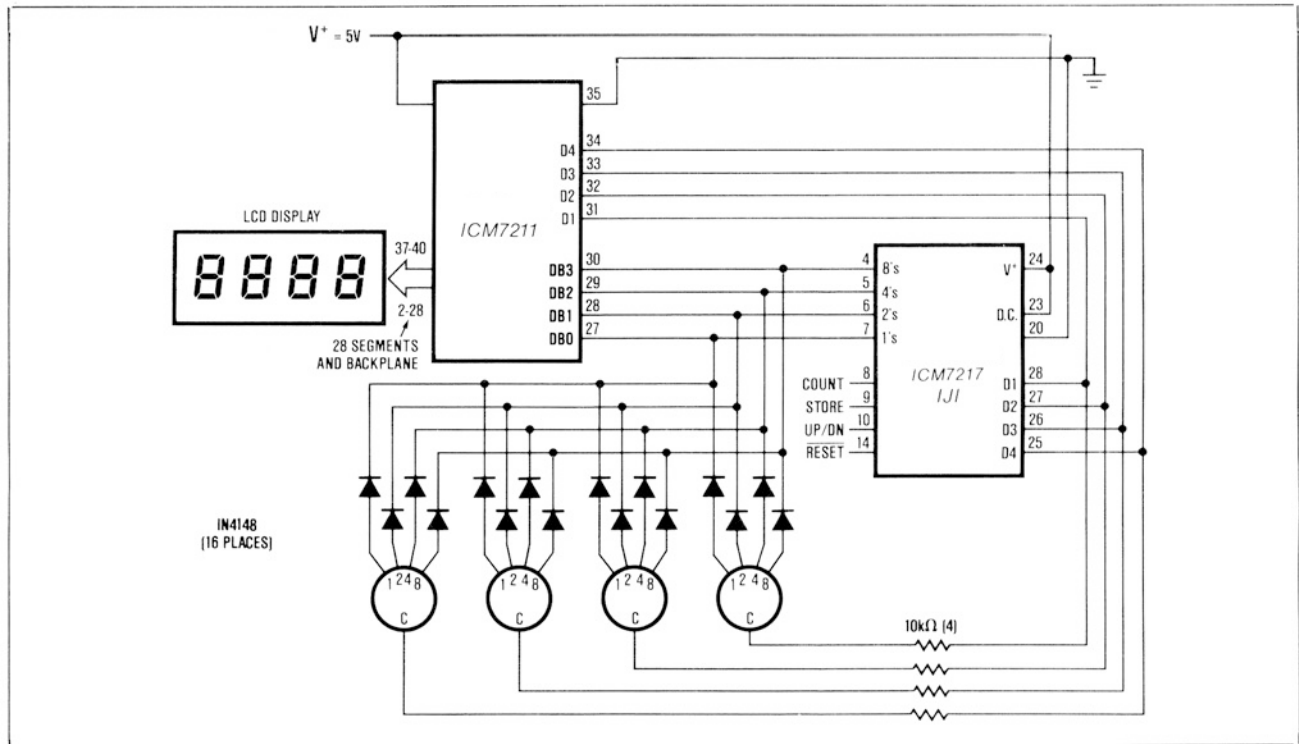 V+ = 5V
35
34
D4
33
D3
32
D2
31
D1
LCD DISPLAY
ICM7211
8888
37-40
2-28
28 SEGMENTS
AND BACKPLANE
DB3
30
DB2
29
DB1
28
DB0
27
4
8's
5
4's
6
2's
7
1's
V+
24
D.C.
23
20
ICM7217
IJI
COUNT
8
STORE
9
UP/DN
10
RESET
14
D1
28
D2
27
D3
26
D4
25
IN4148
(16 PLACES)
1 2 4 8
C
1 2 4 8
C
1 2 4 8
C
1 2 4 8
C
10kΩ (4)